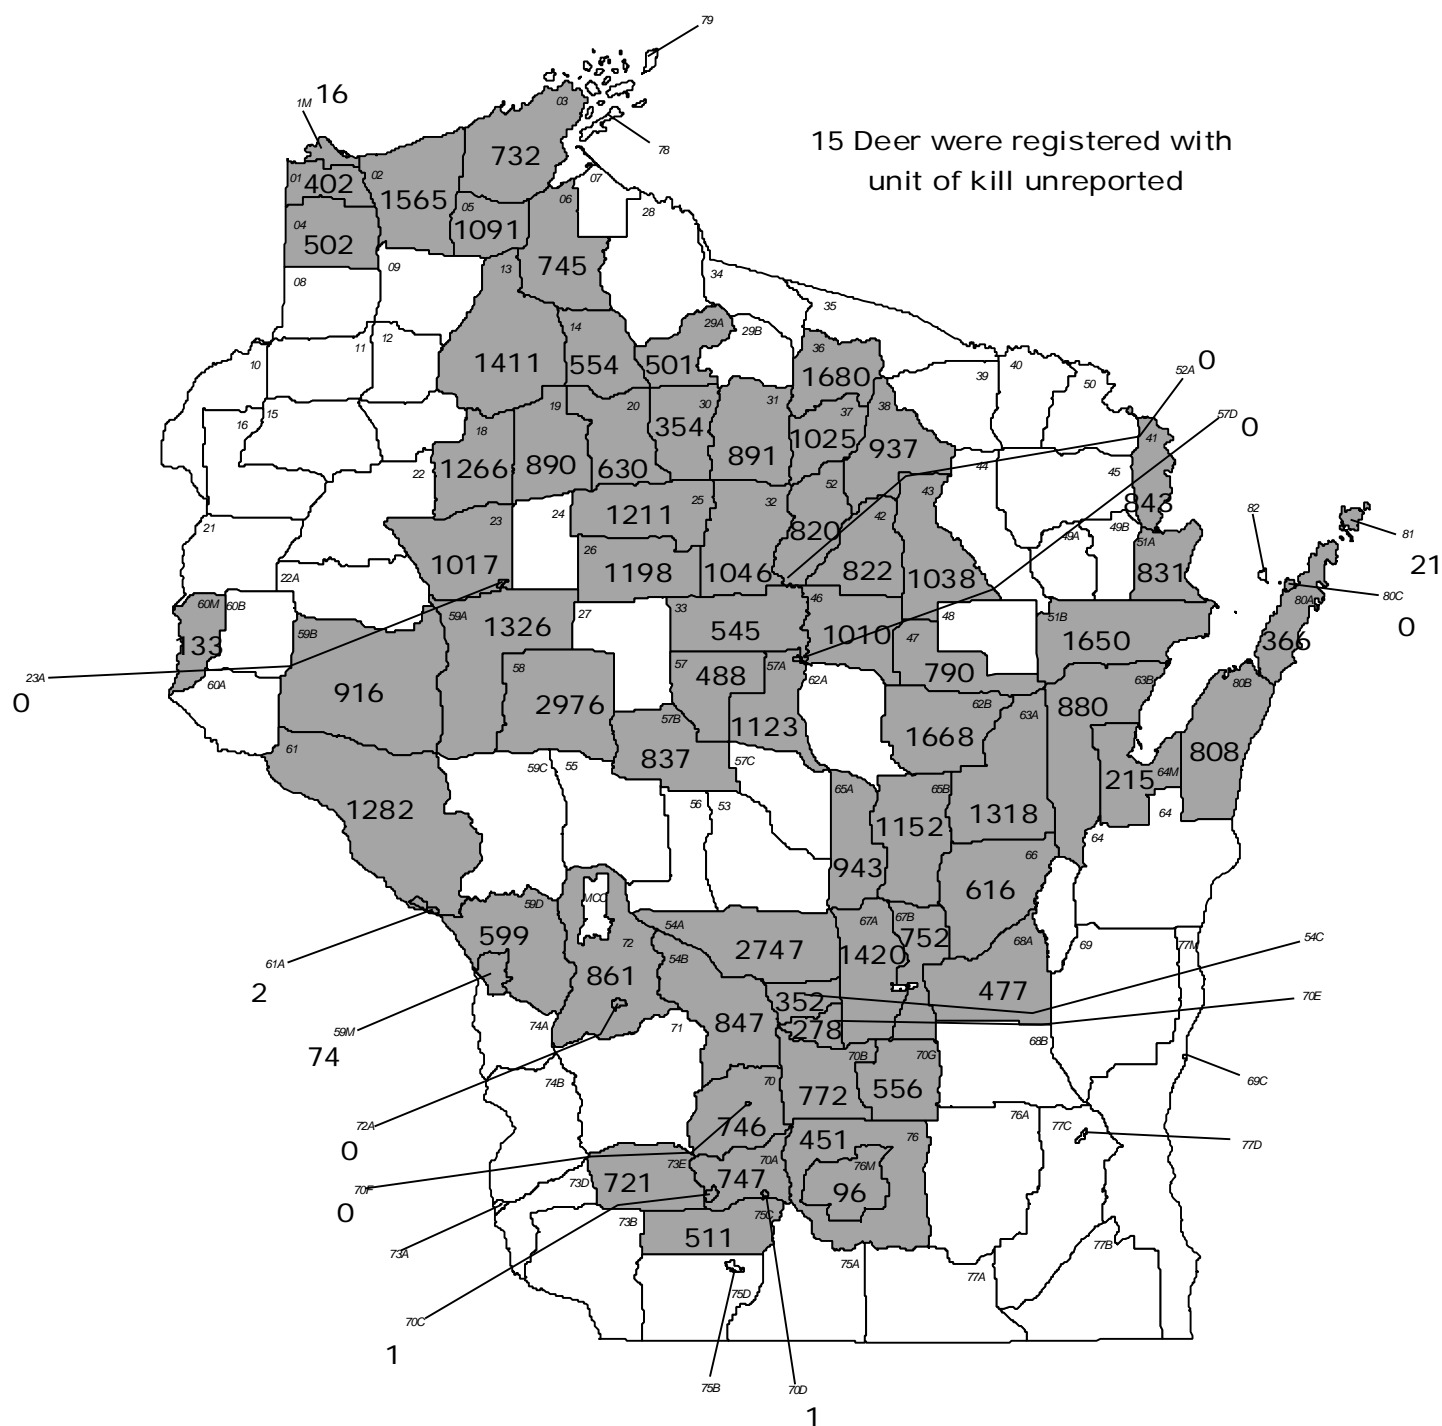 79
1M 16
03
732
78
15 Deer were registered with
unit of kill unreported
01
402
02
1565
05
1091
06
07
28
04
502
745
08
09
13
34
35
14
29A
29B
36
10
11
12
1411
554
501
1680
39
40
50
52A 0
57D 0
15
16
18
19
20
30
31
37
38
41
354
891
1025
937
1266
890
630
22
44
45
843
21
23
24
25
32
52
42
43
49A
49B
51A
82
81
21
1211
820
26
1017
1198
1046
822
1038
831
22A
60M
60B
59B
59A
27
33
46
47
48
51B
80A
80C
0
133
1326
545
1010
1650
366
60A
58
57
57A
62A
790
63B
80B
23A
0
916
2976
488
62B
63A
880
57B
1123
1668
808
61
59C
55
837
57C
65A
65B
215
64M
64
1282
56
53
1152
1318
64
943
66
616
MCC
59D
599
72
54A
67A
67B
752
68A
69
77M
54C
61A
2
861
54B
2747
1420
477
352
70E
59M
74
74A
847
278
71
68B
70B
70G
69C
74B
70
772
556
72A
0
746
451
76
76A
77C
77D
73E
70A
76M
70F
0
73D
721
747
96
73A
73B
75C
511
75A
77A
77B
75D
70C
1
75B
70D
1